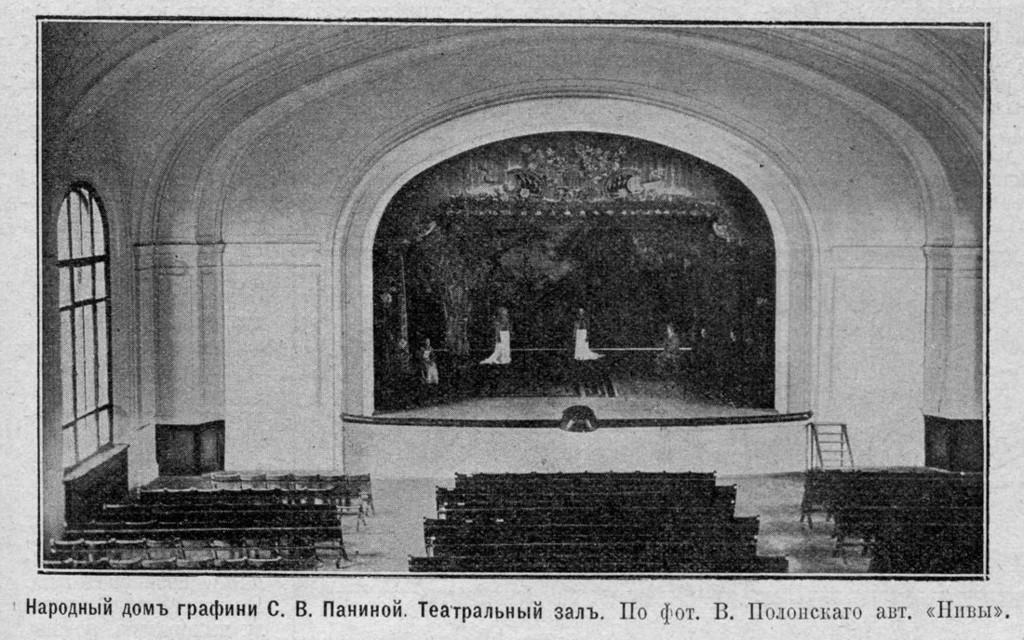 Народный домъ графини С. В. Паниной. Театральный залъ. По фот. В. Полонскаго авт. «Нивы».